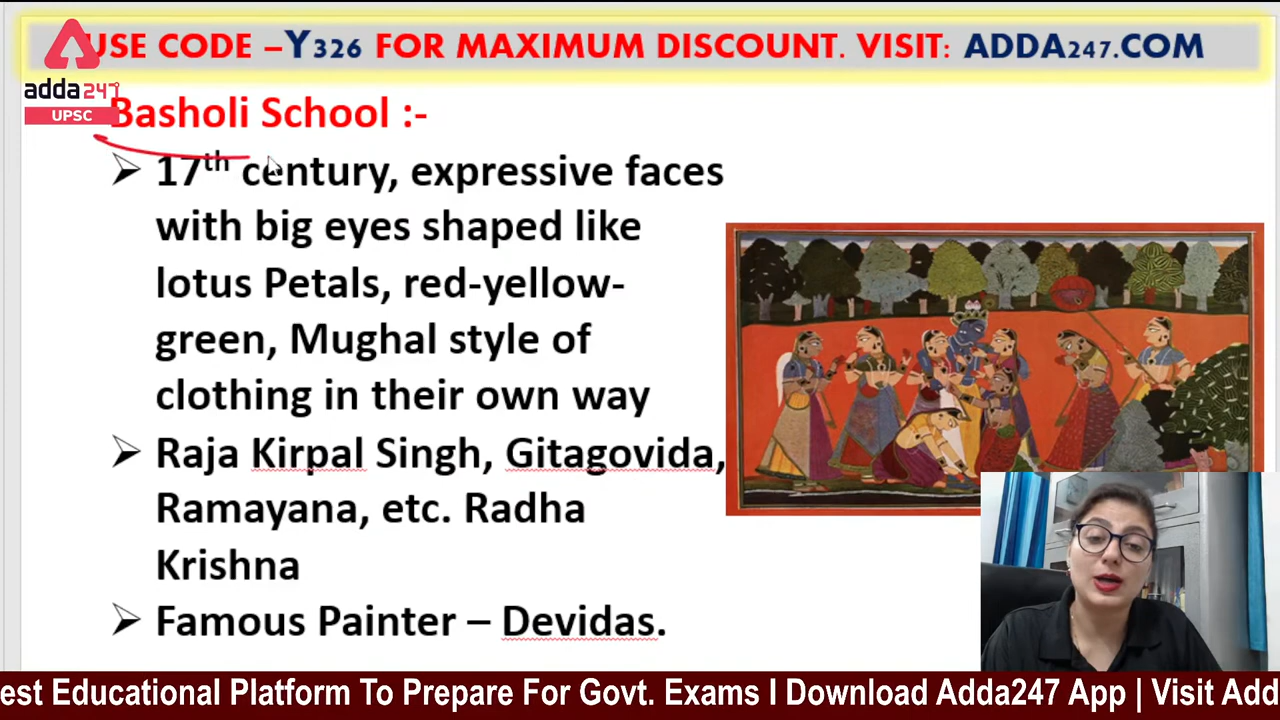 USE CODE –Y326 FOR MAXIMUM DISCOUNT. VISIT: ADDA247.COM
adda247
UPSC
Basholi School :-
➢ 17th century, expressive faces
with big eyes shaped like
lotus Petals, red-yellow-
green, Mughal style of
clothing in their own way
➢ Raja Kirpal Singh, Gitagovida,
Ramayana, etc. Radha
Krishna
➢ Famous Painter – Devidas.
est Educational Platform To Prepare For Govt. Exams I Download Adda247 App | Visit Add